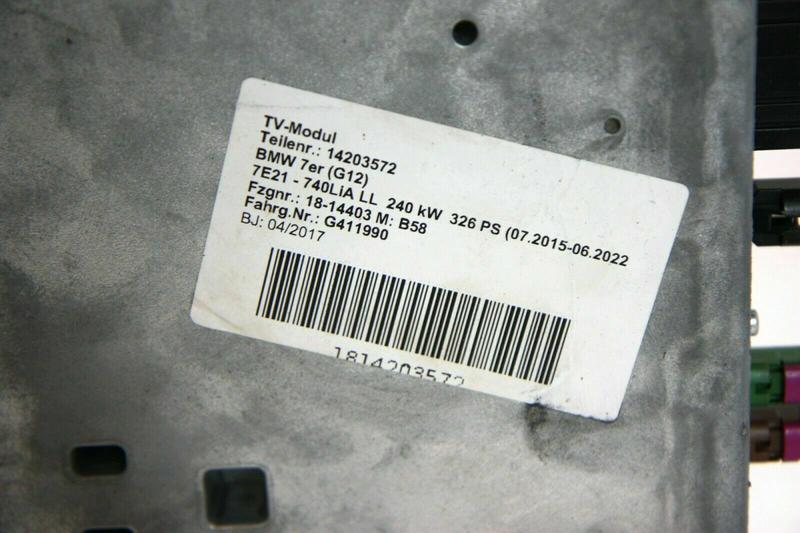 TV-Modul
Teilenr.: 14203572
BMW 7er (G12)
7E21 - 740LiA LL 240 kW 326 PS (07.2015-06.2022
Fzgnr.: 18-14403 M: B58
Fahrg.Nr.: G411990
BJ: 04/2017
1814203572